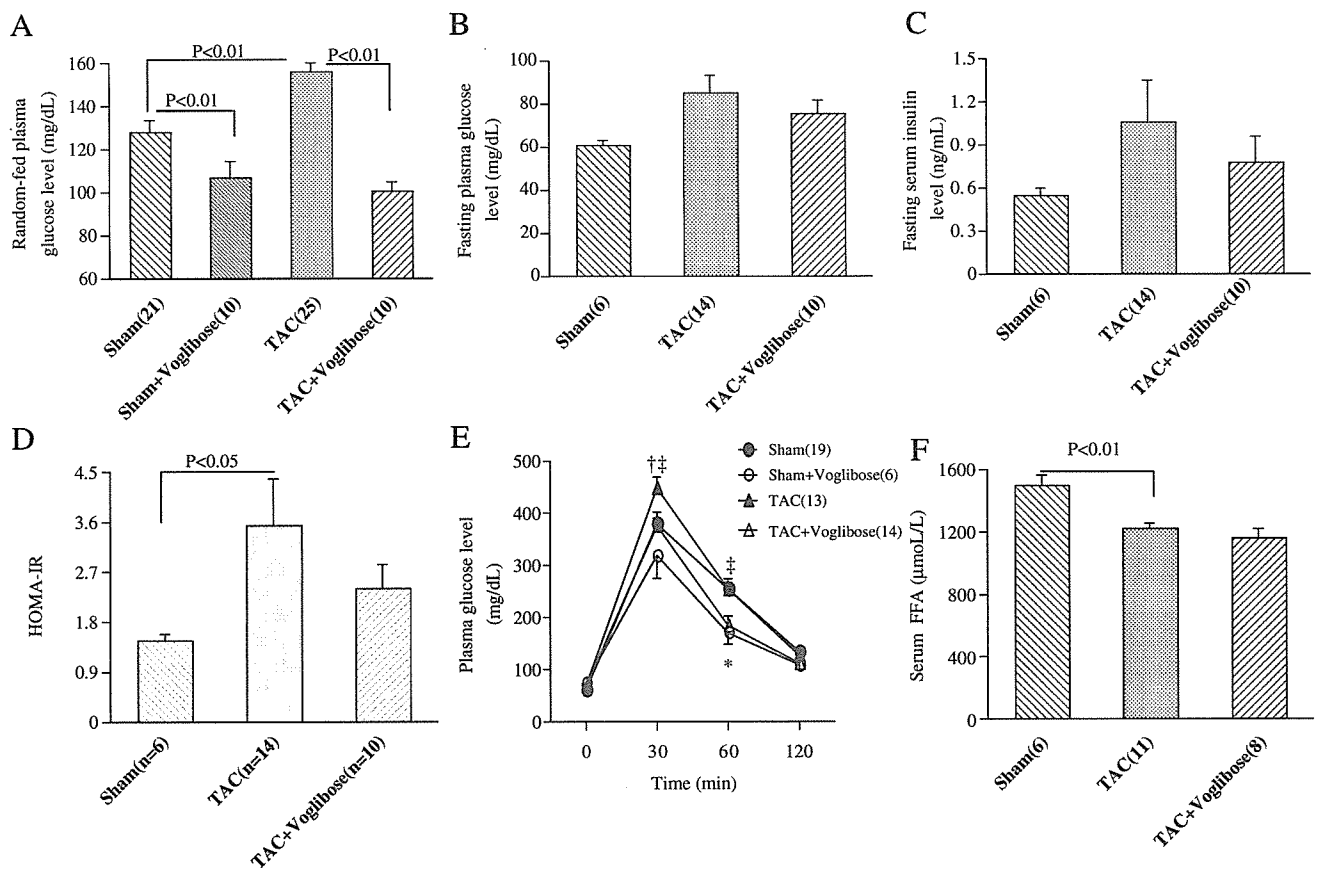 A
P<0.01
P<0.01
P<0.01
Random-fed plasma
glucose level (mg/dL)
160
140
120
100
80
60
Sham(21)
Sham+Voglibose(10)
TAC(25)
TAC+Voglibose(10)
B
Fasting plasma glucose
level (mg/dL)
100
80
60
40
20
0
Sham(6)
TAC(14)
TAC+Voglibose(10)
C
Fasting serum insulin
level (ng/mL)
1.5
1.2
0.9
0.6
0.3
0
Sham(6)
TAC(14)
TAC+Voglibose(10)
D
P<0.05
HOMA-IR
4.5
3.6
2.7
1.8
0.9
0
Sham(n=6)
TAC(n=14)
TAC+Voglibose(n=10)
E
Plasma glucose level
(mg/dL)
500
400
300
200
100
0
†‡
‡
*
Sham(19)
Sham+Voglibose(6)
TAC(13)
TAC+Voglibose(14)
0 30 60 120
Time (min)
F
P<0.01
Serum FFA (µmoL/L)
1600
1200
800
400
0
Sham(6)
TAC(11)
TAC+Voglibose(8)